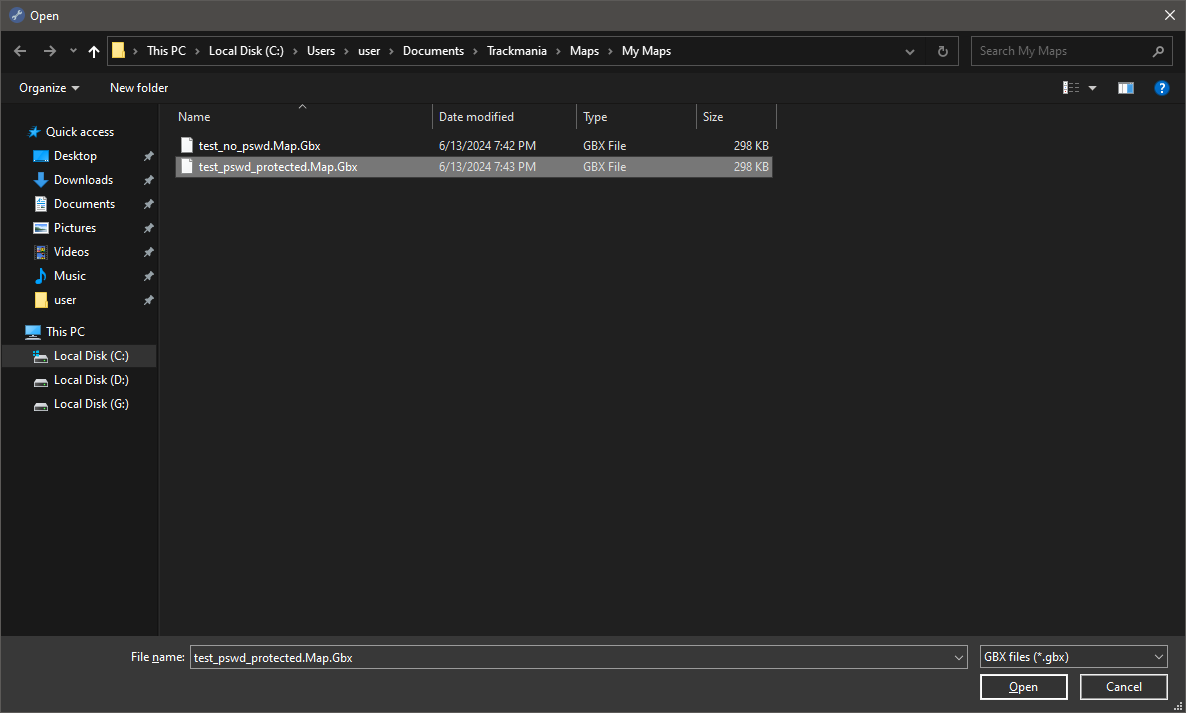 Open
This PC Local Disk (C:) Users user Documents Trackmania Maps My Maps Search My Maps
Organize New folder ?
Name Date modified Type Size
Quick access
Desktop
Downloads
Documents
Pictures
Videos
Music
user
This PC
Local Disk (C:)
Local Disk (D:)
Local Disk (G:)
test_no_pswd.Map.Gbx 6/13/2024 7:42 PM GBX File 298 KB
test_pswd_protected.Map.Gbx 6/13/2024 7:43 PM GBX File 298 KB
File name: test_pswd_protected.Map.Gbx GBX files (*.gbx)
Open Cancel